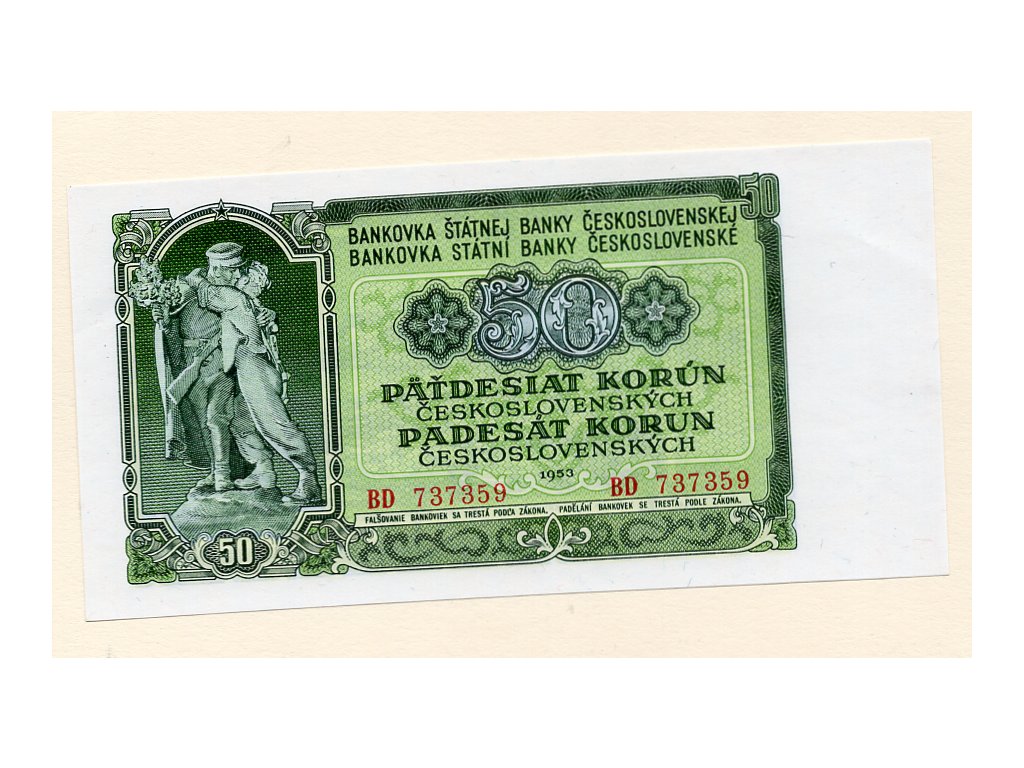 50
BANKOVKA ŠTÁTNEJ BANKY ČESKOSLOVENSKEJ
BANKOVKA STÁTNÍ BANKY ČESKOSLOVENSKÉ
50
PÄŤDESIAT KORÚN
ČESKOSLOVENSKÝCH
PADESÁT KORUN
ČESKOSLOVENSKÝCH
1953
BD 737359 BD 737359
FALŠOVANIE BANKOVIEK SA TRESTÁ PODĽA ZÁKONA. PADĚLÁNÍ BANKOVEK SE TRESTÁ PODLE ZÁKONA.
50